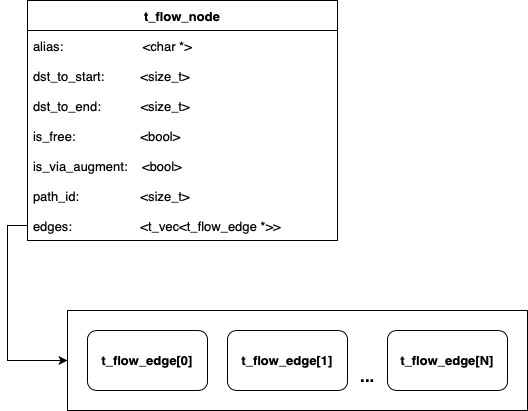 t_flow_node
alias: <char *>
dst_to_start: <size_t>
dst_to_end: <size_t>
is_free: <bool>
is_via_augment: <bool>
path_id: <size_t>
edges: <t_vec<t_flow_edge *>>
t_flow_edge[0] t_flow_edge[1] ... t_flow_edge[N]